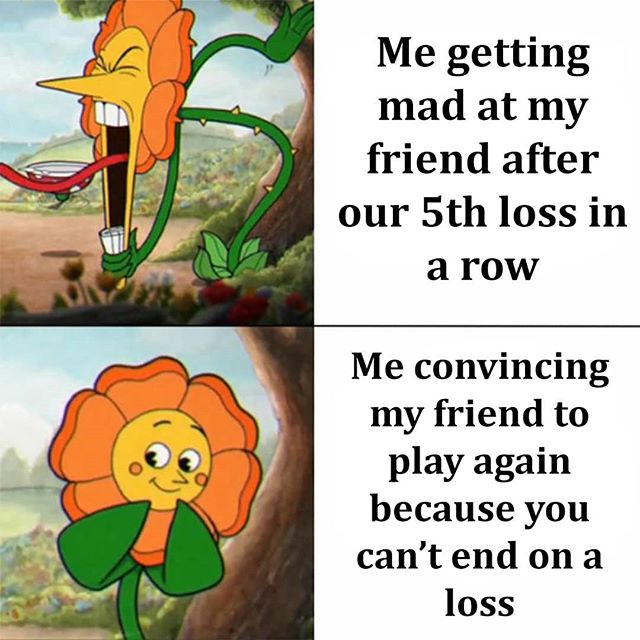 Me getting
mad at my
friend after
our 5th loss in
a row
Me convincing
my friend to
play again
because you
can't end on a
loss